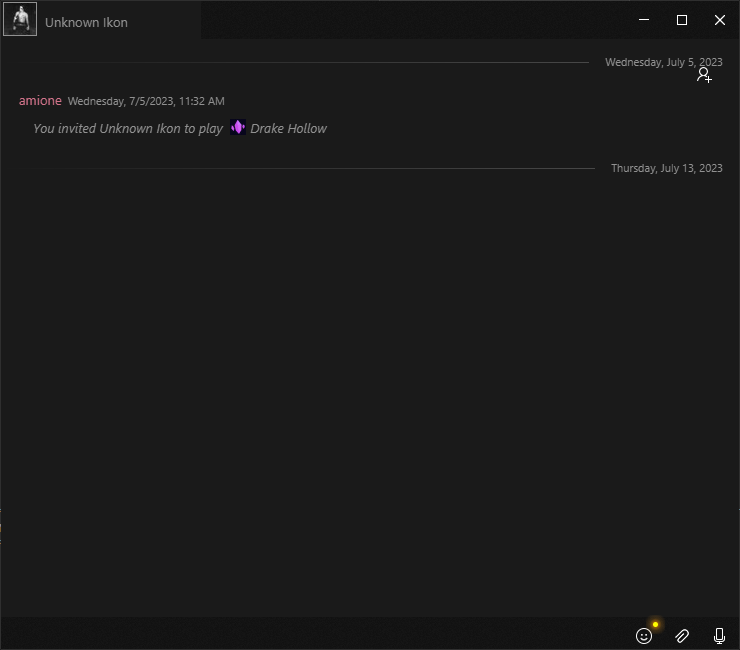 Unknown Ikon
Wednesday, July 5, 2023
amione Wednesday, 7/5/2023, 11:32 AM
You invited Unknown Ikon to play Drake Hollow
Thursday, July 13, 2023